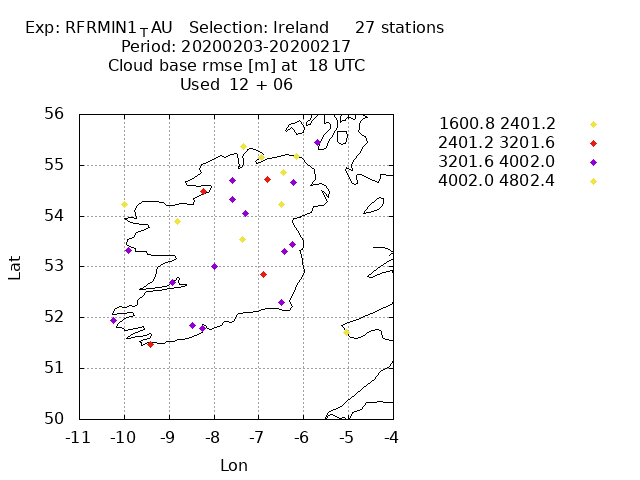 Exp: RFRMIN1┬AU Selection: Ireland 27 stations
Period: 20200203-20200217
Cloud base rmse [m] at 18 UTC
Used 12 + 06
1600.8 2401.2
2401.2 3201.6
3201.6 4002.0
4002.0 4802.4
56
55
54
53
52
51
50
Lat
-11 -10 -9 -8 -7 -6 -5 -4
Lon